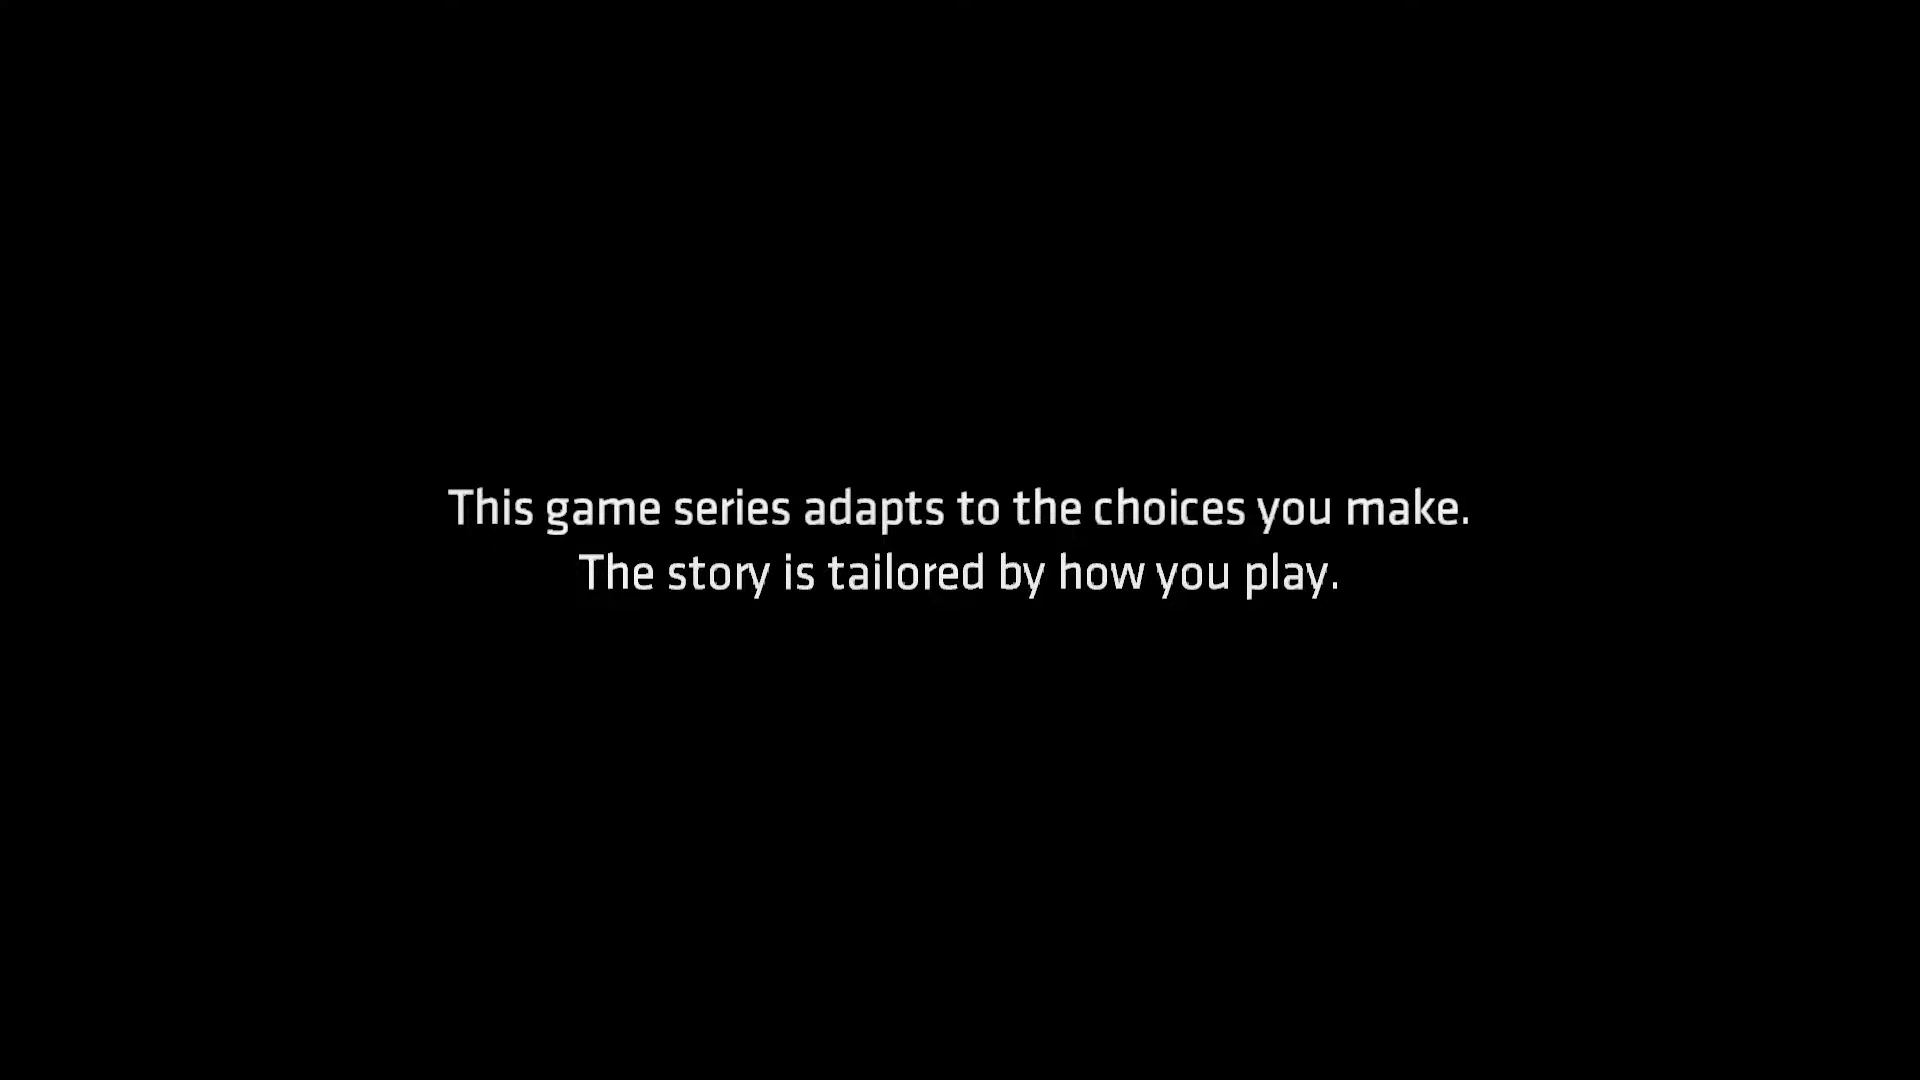 This game series adapts to the choices you make.
The story is tailored by how you play.